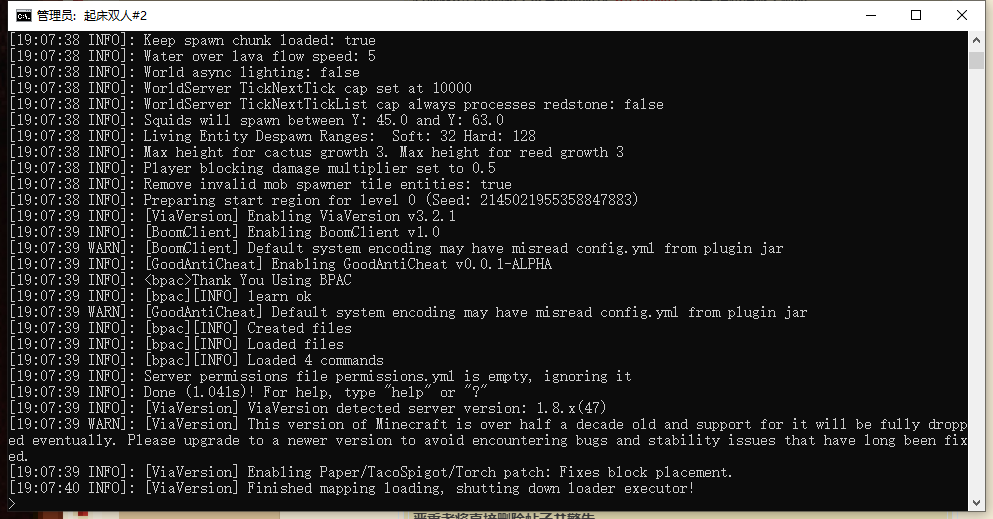 管理员: 起床双人#2
[19:07:38 INFO]: Keep spawn chunk loaded: true
[19:07:38 INFO]: Water over lava flow speed: 5
[19:07:38 INFO]: World async lighting: false
[19:07:38 INFO]: WorldServer TickNextTick cap set at 10000
[19:07:38 INFO]: WorldServer TickNextTickList cap always processes redstone: false
[19:07:38 INFO]: Squids will spawn between Y: 45.0 and Y: 63.0
[19:07:38 INFO]: Living Entity Despawn Ranges:  Soft: 32 Hard: 128
[19:07:38 INFO]: Max height for cactus growth 3. Max height for reed growth 3
[19:07:38 INFO]: Player blocking damage multiplier set to 0.5
[19:07:38 INFO]: Remove invalid mob spawner tile entities: true
[19:07:38 INFO]: Preparing start region for level 0 (Seed: 2145021955358847883)
[19:07:39 INFO]: [ViaVersion] Enabling ViaVersion v3.2.1
[19:07:39 INFO]: [BoomClient] Enabling BoomClient v1.0
[19:07:39 WARN]: [BoomClient] Default system encoding may have misread config.yml from plugin jar
[19:07:39 INFO]: [GoodAntiCheat] Enabling GoodAntiCheat v0.0.1-ALPHA
[19:07:39 INFO]: <bpac>Thank You Using BPAC
[19:07:39 INFO]: [bpac][INFO] learn ok
[19:07:39 WARN]: [GoodAntiCheat] Default system encoding may have misread config.yml from plugin jar
[19:07:39 INFO]: [bpac][INFO] Created files
[19:07:39 INFO]: [bpac][INFO] Loaded files
[19:07:39 INFO]: [bpac][INFO] Loaded 4 commands
[19:07:39 INFO]: Server permissions file permissions.yml is empty, ignoring it
[19:07:39 INFO]: Done (1.041s)! For help, type "help" or "?"
[19:07:39 INFO]: [ViaVersion] ViaVersion detected server version: 1.8.x(47)
[19:07:39 WARN]: [ViaVersion] This version of Minecraft is over half a decade old and support for it will be fully dropp
ed eventually. Please upgrade to a newer version to avoid encountering bugs and stability issues that have long been fix
ed.
[19:07:39 INFO]: [ViaVersion] Enabling Paper/TacoSpigot/Torch patch: Fixes block placement.
[19:07:40 INFO]: [ViaVersion] Finished mapping loading, shutting down loader executor!
>